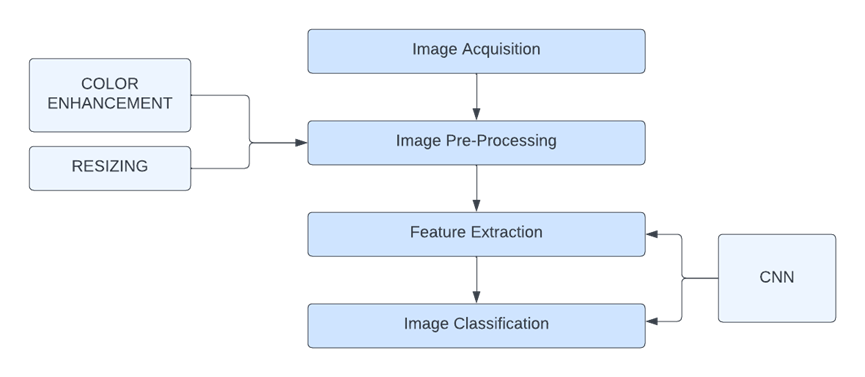 Image Acquisition
COLOR
ENHANCEMENT
Image Pre-Processing
RESIZING
Feature Extraction
CNN
Image Classification